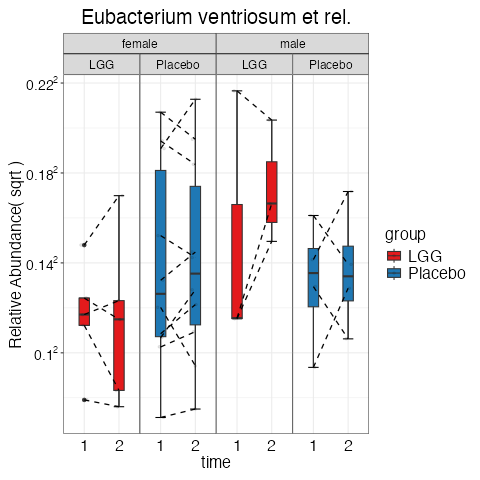 Eubacterium ventriosum et rel.
female male
LGG Placebo LGG Placebo
Relative Abundance( sqrt )
0.22²
0.18²
0.14²
0.1²
1 2 1 2 1 2 1 2
time
group
LGG
Placebo